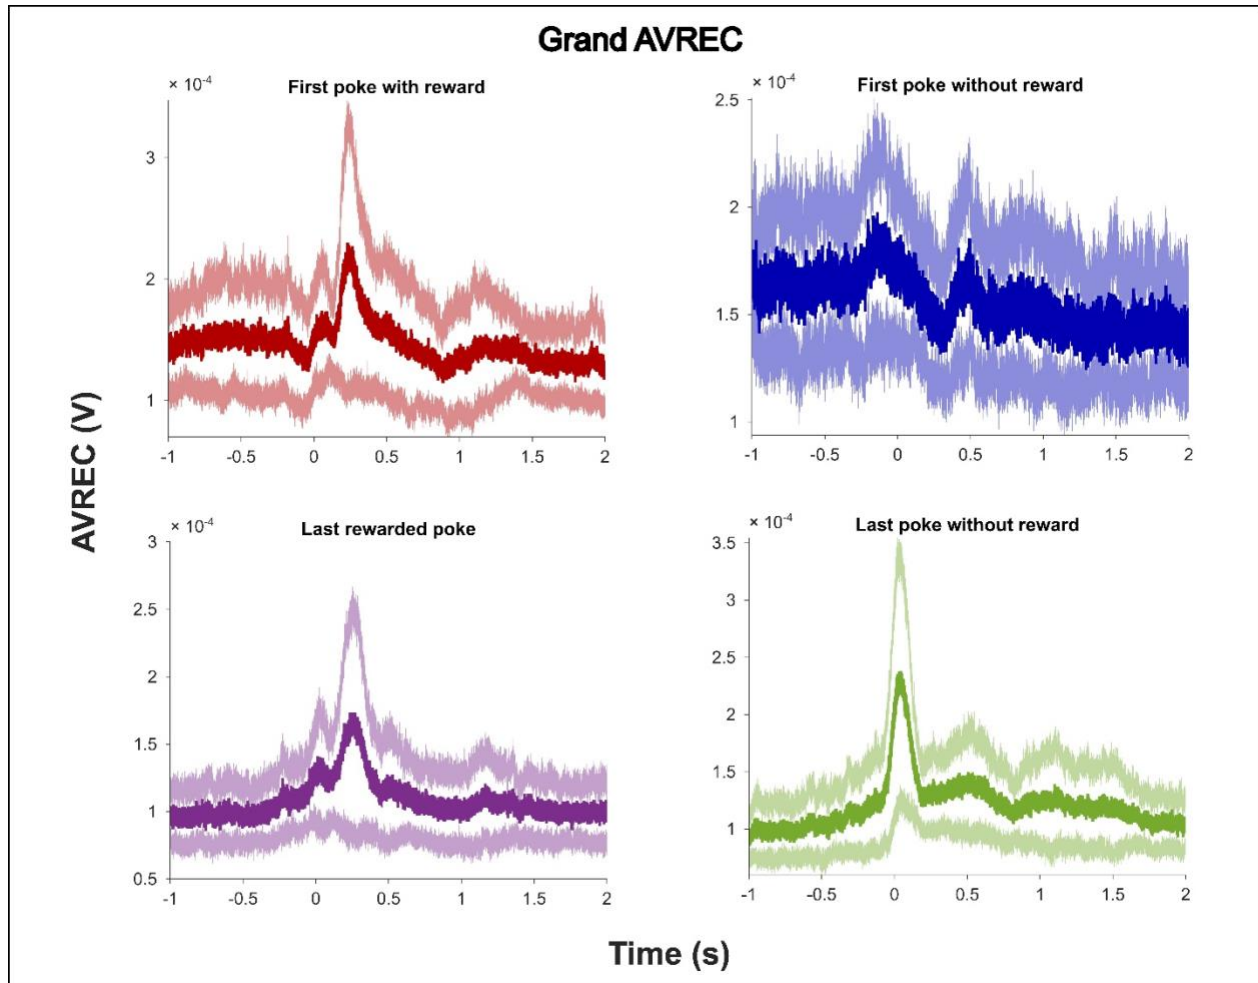 Grand AVREC
× 10-4
First poke with reward
3
2
1
-1 -0.5 0 0.5 1 1.5 2
× 10-4
First poke without reward
2.5
2
1.5
1
-1 -0.5 0 0.5 1 1.5 2
AVREC (V)
× 10-4
Last rewarded poke
3
2.5
2
1.5
1
0.5
-1 -0.5 0 0.5 1 1.5 2
× 10-4
Last poke without reward
3.5
3
2.5
2
1.5
1
-1 -0.5 0 0.5 1 1.5 2
Time (s)